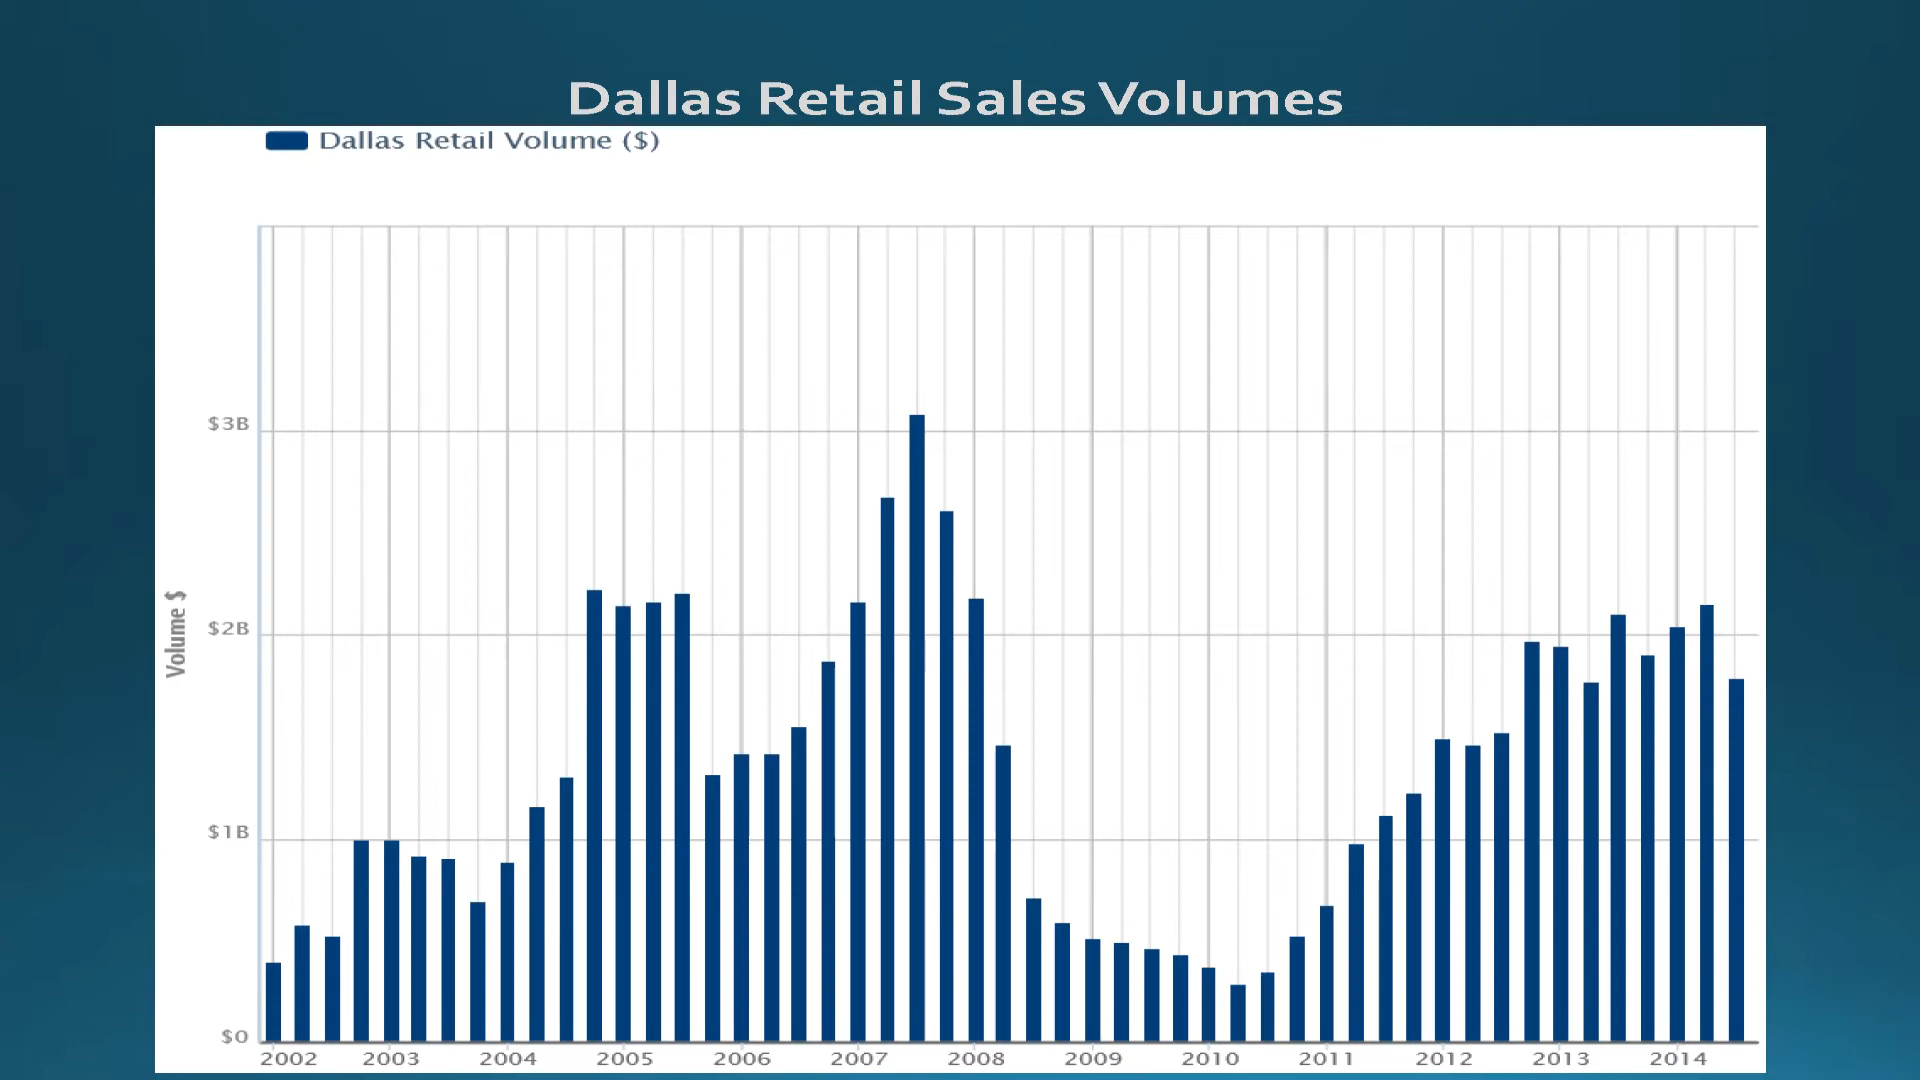 Dallas Retail Sales Volumes
Dallas Retail Volume ($)
$3B
$2B
$1B
$0
Volume $
2002 2003 2004 2005 2006 2007 2008 2009 2010 2011 2012 2013 2014